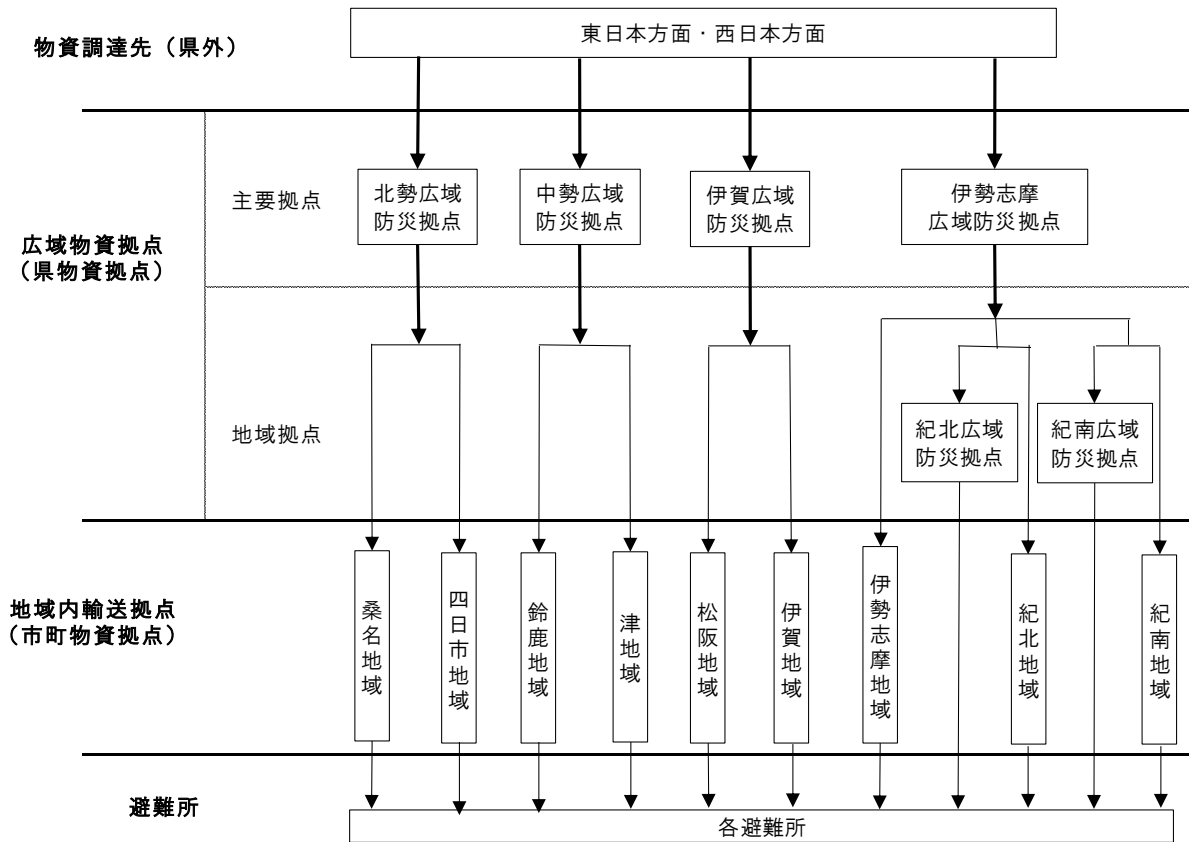 物資調達先（県外）
東日本方面・西日本方面
広域物資拠点
（県物資拠点）
主要拠点
北勢広域
防災拠点
中勢広域
防災拠点
伊賀広域
防災拠点
伊勢志摩
広域防災拠点
地域拠点
紀北広域
防災拠点
紀南広域
防災拠点
地域内輸送拠点
（市町物資拠点）
桑名地域
四日市地域
鈴鹿地域
津地域
松阪地域
伊賀地域
伊勢志摩地域
紀北地域
紀南地域
避難所
各避難所